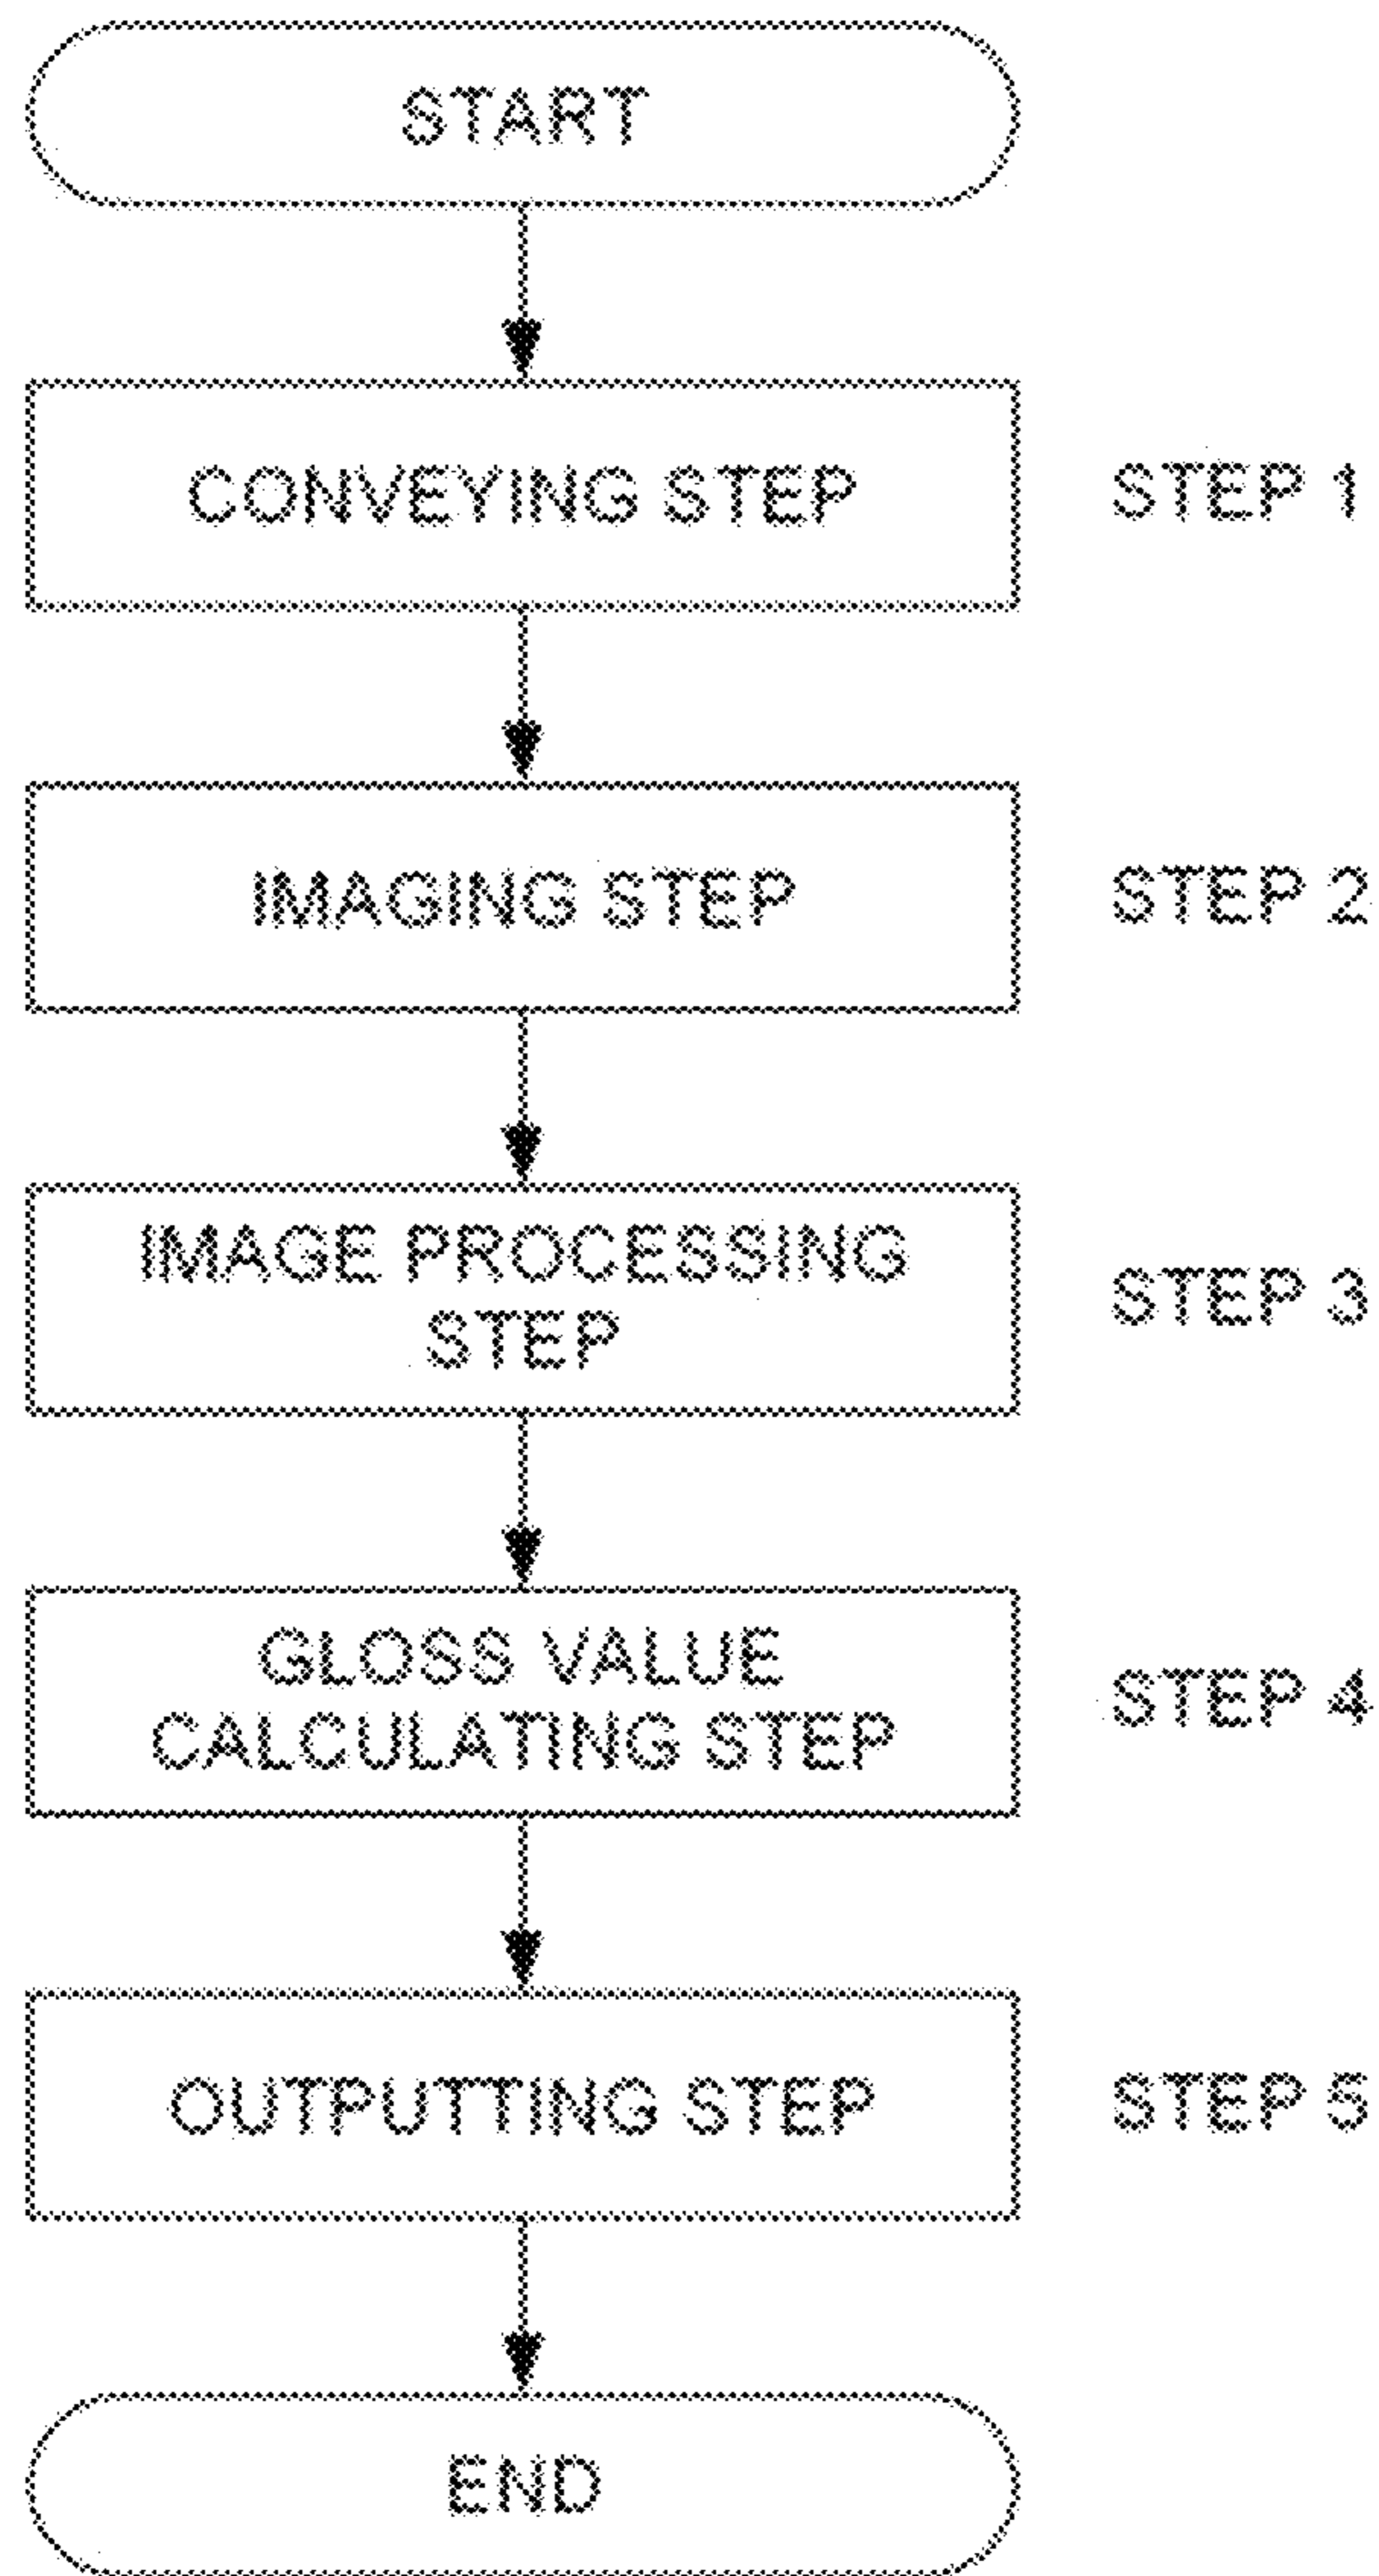 START
CONVEYING STEP
STEP 1
IMAGING STEP
STEP 2
IMAGE PROCESSING
STEP
STEP 3
GLOSS VALUE
CALCULATING STEP
STEP 4
OUTPUTTING STEP
STEP 5
END